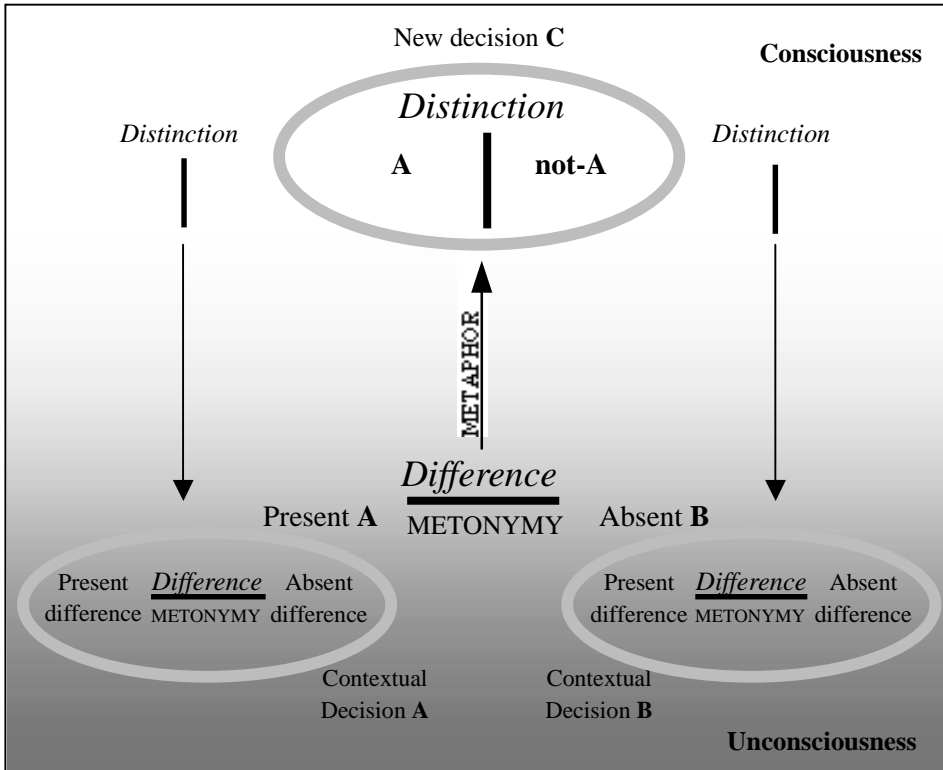 New decision C
Consciousness
Distinction
Distinction
Distinction
A
not-A
METAPHOR
Difference
Present A
METONYMY
Absent B
Present
difference
Difference
METONYMY
Absent
difference
Present
difference
Difference
METONYMY
Absent
difference
Contextual
Decision A
Contextual
Decision B
Unconsciousness